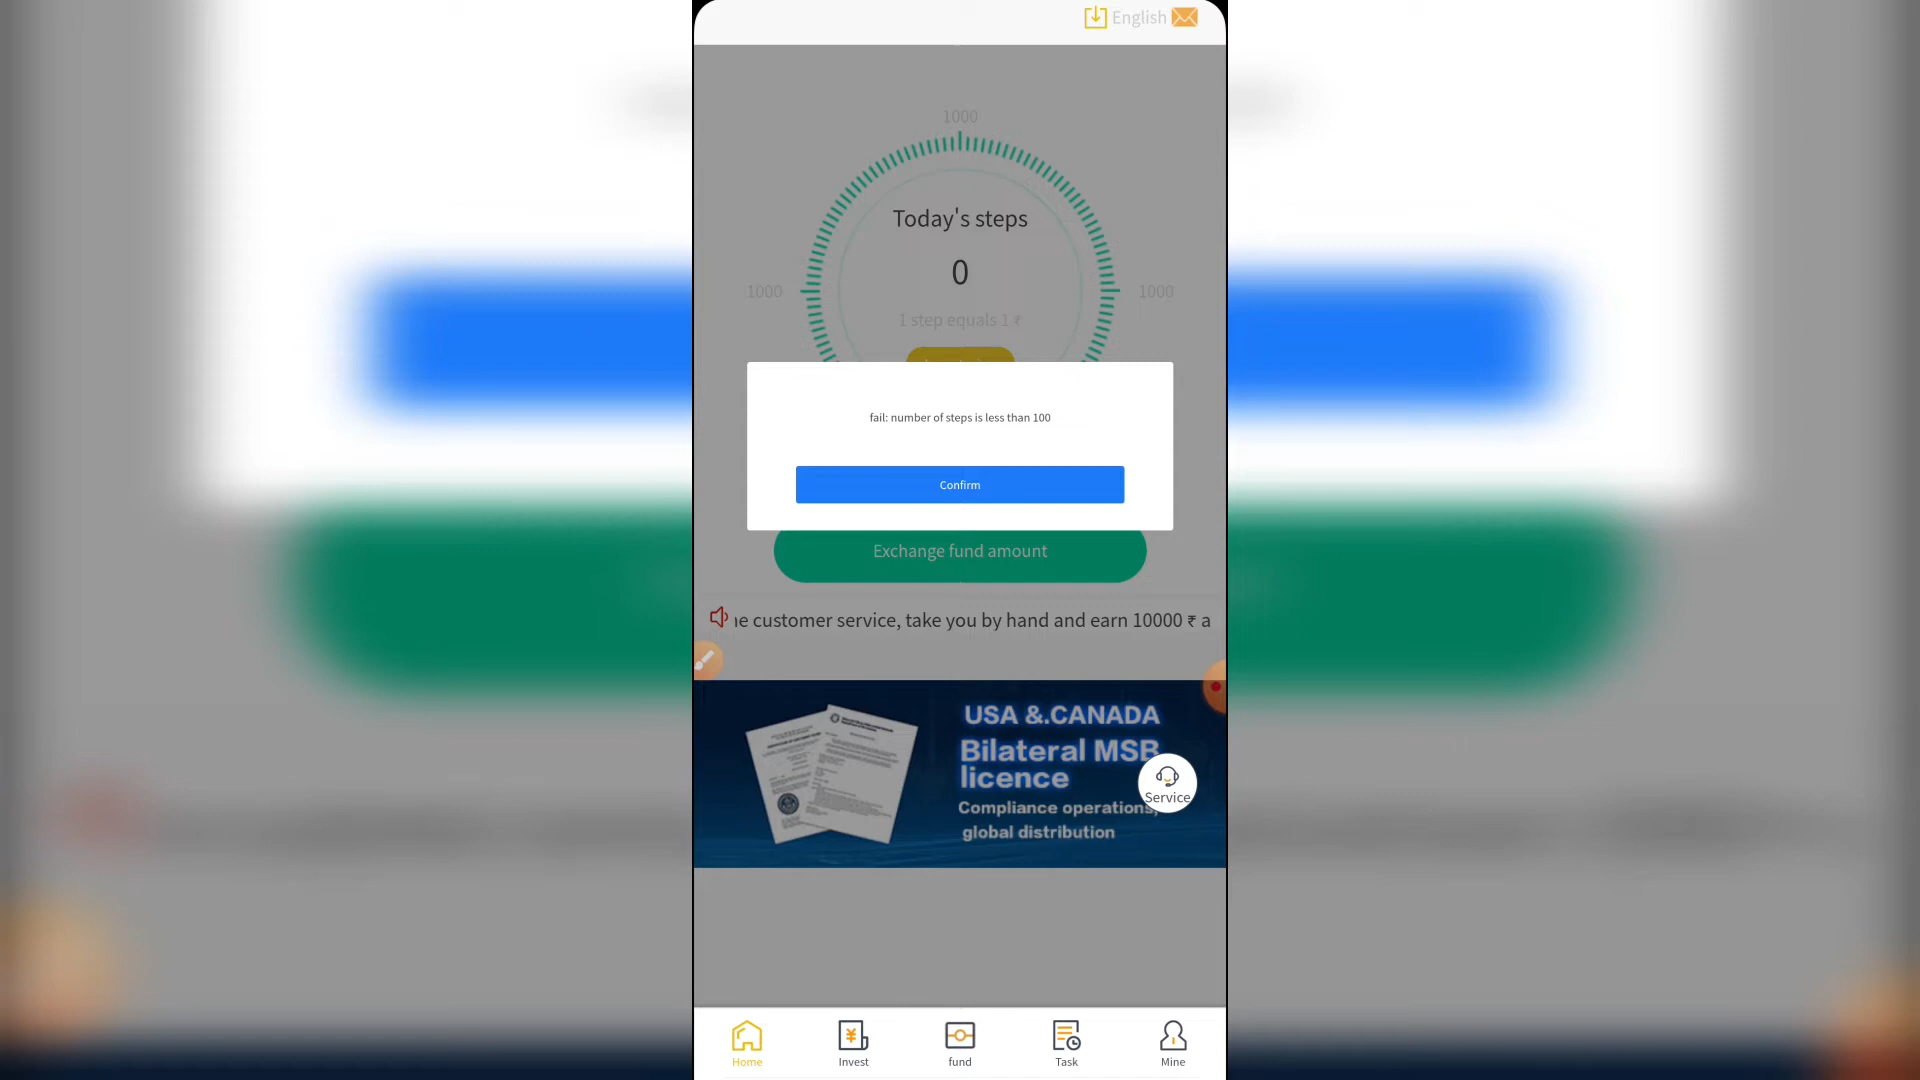 English
1000
Today's steps
0
1000
1000
1 step equals 1 ₹
fail: number of steps is less than 100
Confirm
Exchange fund amount
he customer service, take you by hand and earn 10000 ₹ a
USA &.CANADA
Bilateral MSB
licence
Compliance operations,
global distribution
Service
Home
Invest
fund
Task
Mine